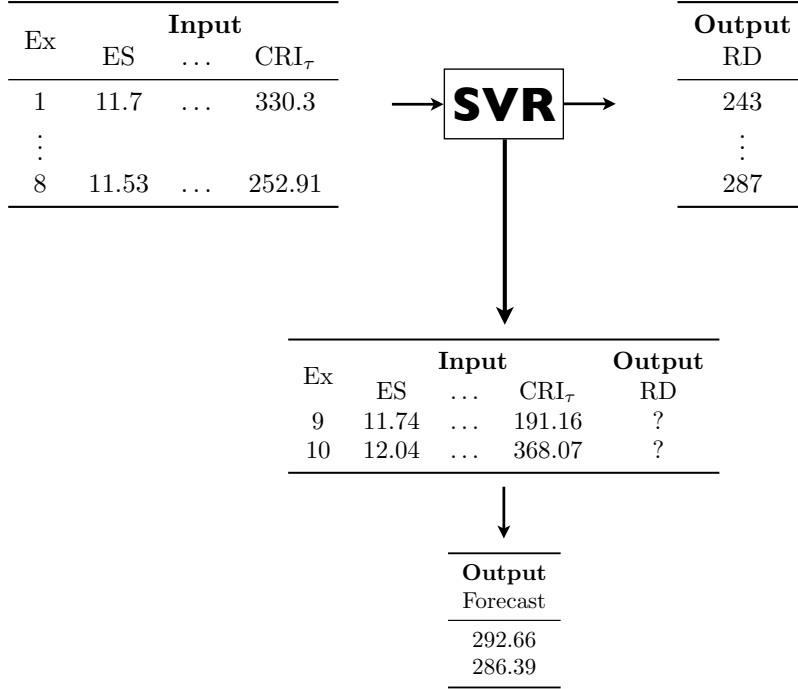 Ex Input
ES ... CRIτ
1 11.7 ... 330.3
⋮
8 11.53 ... 252.91
SVR
Output
RD
243
⋮
287
Ex Input Output
ES ... CRIτ RD
9 11.74 ... 191.16 ?
10 12.04 ... 368.07 ?
Output
Forecast
292.66
286.39